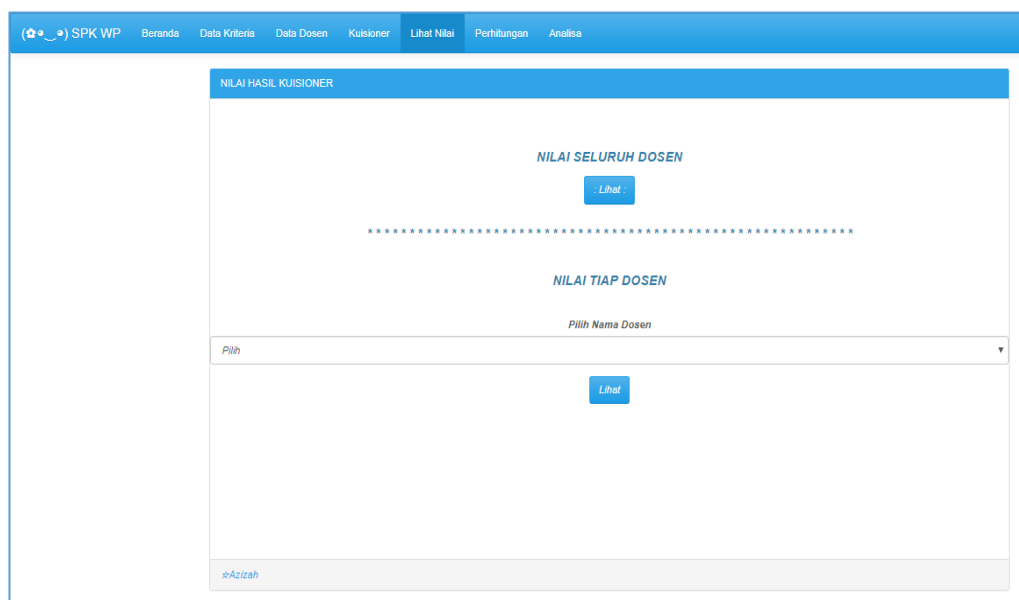 (✿◕‿◕) SPK WP Beranda Data Kriteria Data Dosen Kuisioner Lihat Nilai Perhitungan Analisa
NILAI HASIL KUISIONER
NILAI SELURUH DOSEN
: Lihat :
* * * * * * * * * * * * * * * * * * * * * * * * * * * * * * * * * * * * * * * * * * * * * * * * * * * * * * * * * *
NILAI TIAP DOSEN
Pilih Nama Dosen
Pilih
Lihat
☆Azizah